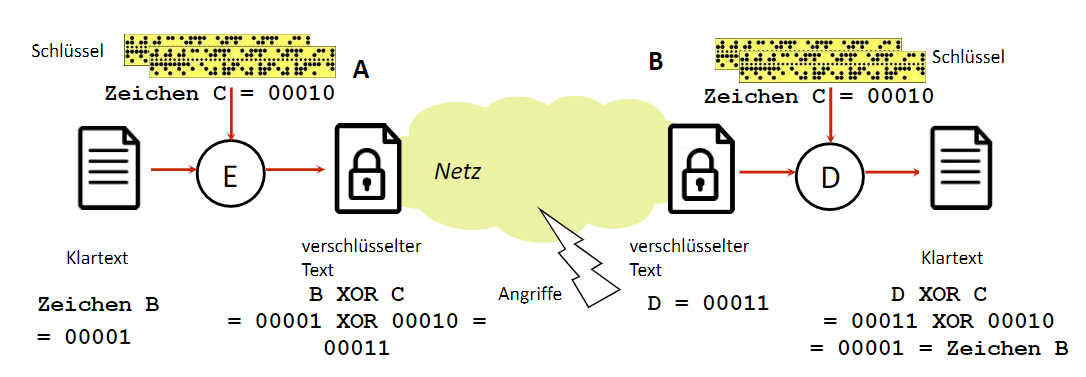 Schlüssel
A
Zeichen C = 00010
E
Klartext
Zeichen B
= 00001
verschlüsselter
Text
B XOR C
= 00001 XOR 00010 =
00011
Netz
Angriffe
B
Schlüssel
Zeichen C = 00010
D
verschlüsselter
Text
D = 00011
Klartext
D XOR C
= 00011 XOR 00010
= 00001 = Zeichen B